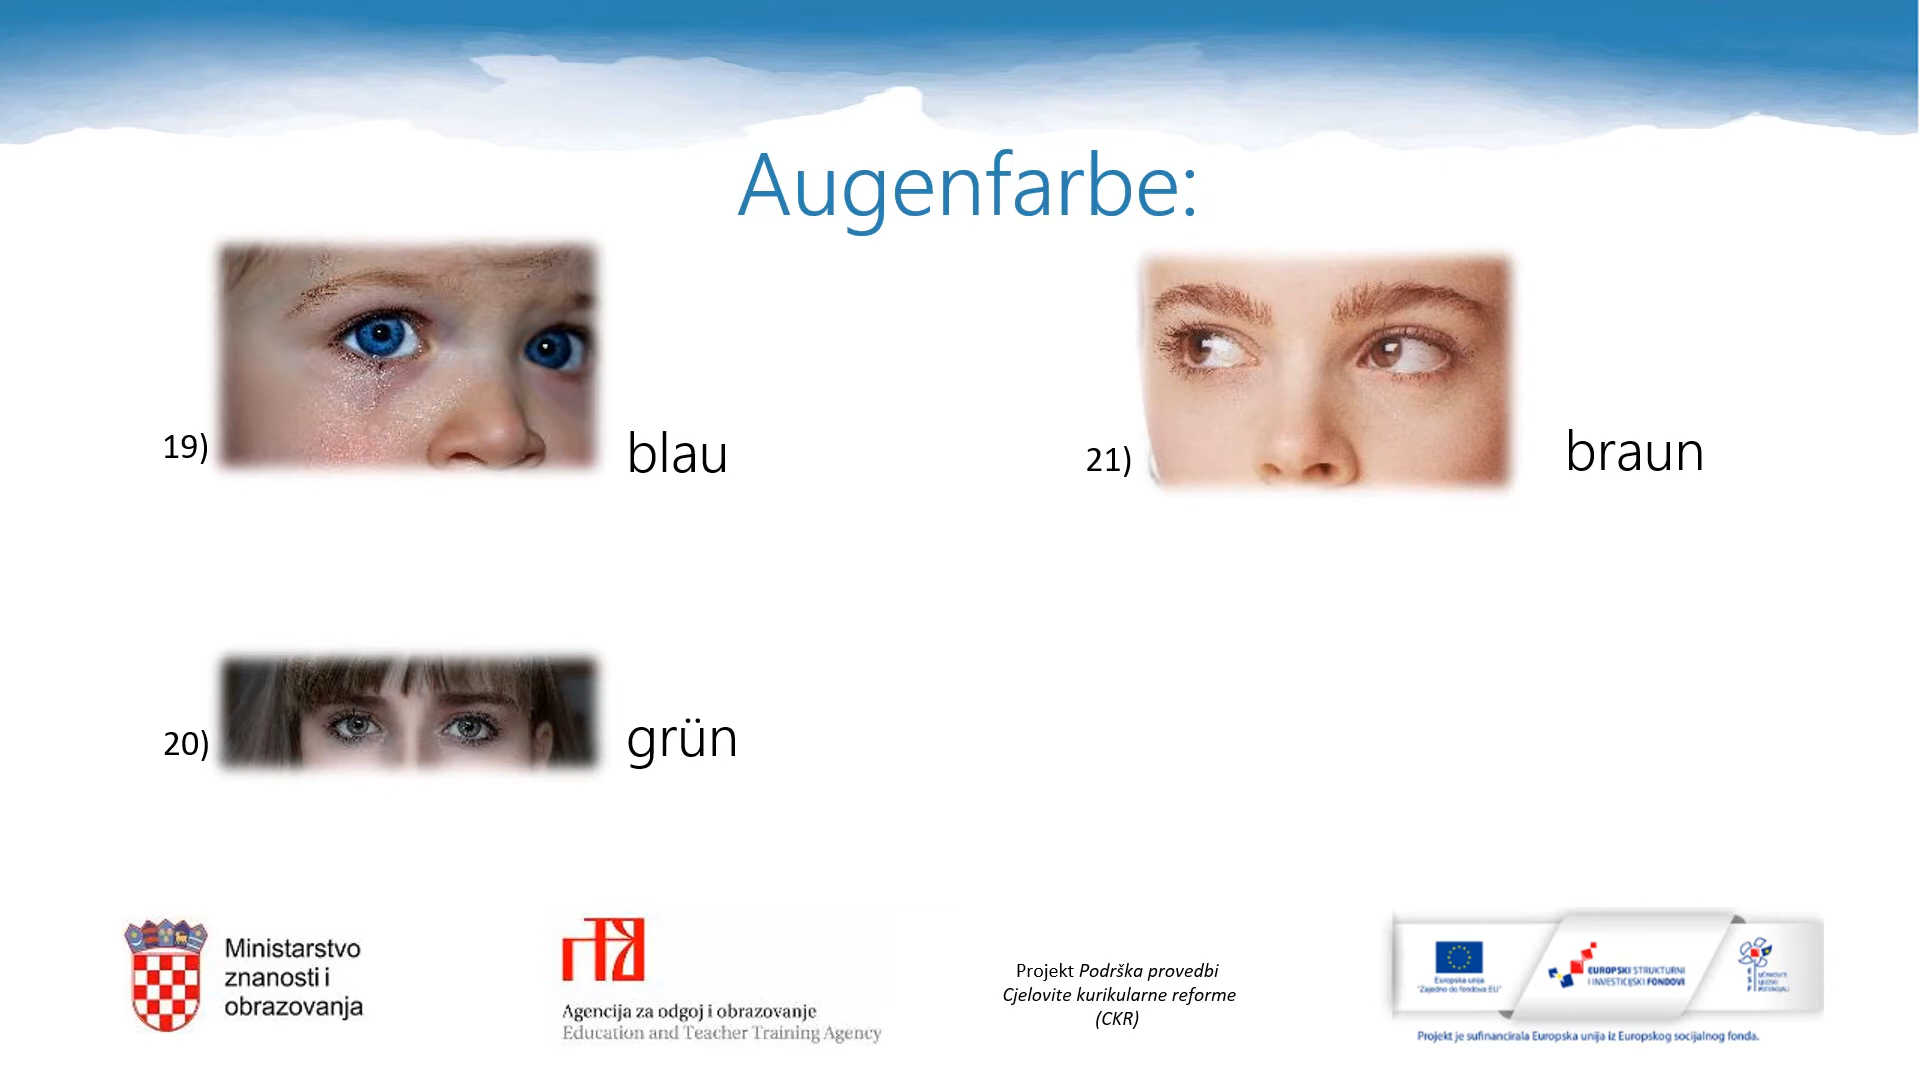 Augenfarbe:
19)
blau
21)
braun
20)
grün
Ministarstvo
znanosti i
obrazovanja
Agencija za odgoj i obrazovanje
Education and Teacher Training Agency
Projekt Podrška provedbi
Cjelovite kurikularne reforme
(CKR)
Europska unija
"Zajedno do fondova EU"
EUROPSKI STRUKTURNI
I INVESTICIJSKI FONDOVI
Projekt je sufinancirala Europska unija iz Europskog socijalnog fonda.